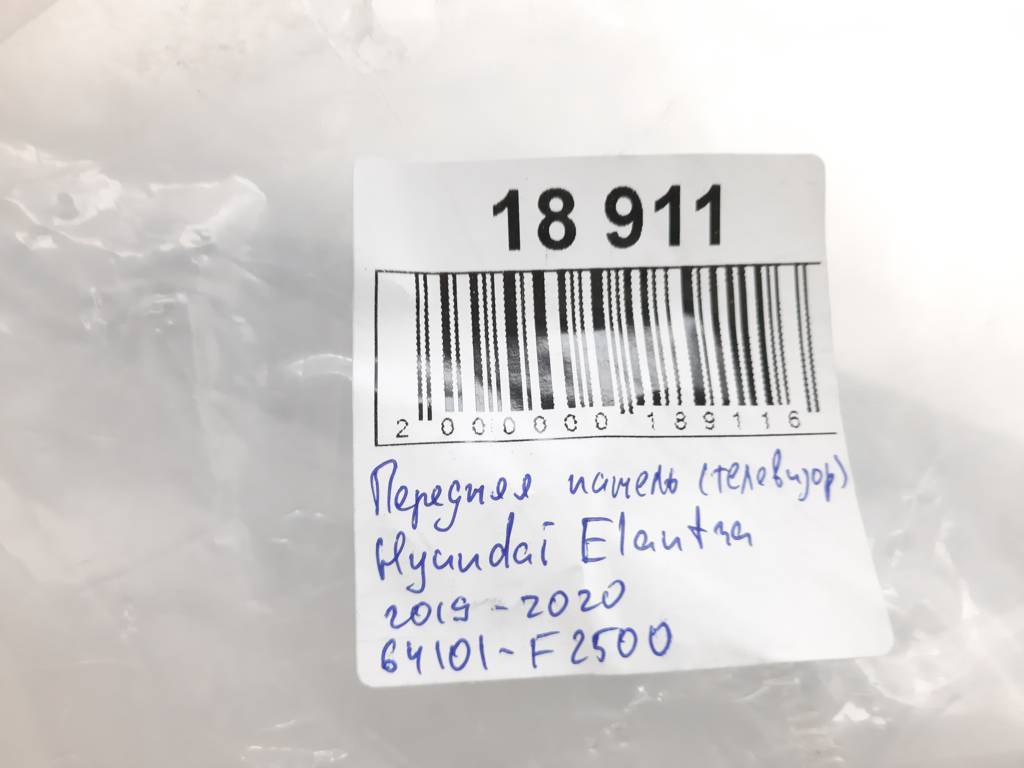 18 911
2 000000 189116
Передняя панель (телевизор)
Hyundai Elantra
2019-2020
64101-F2500